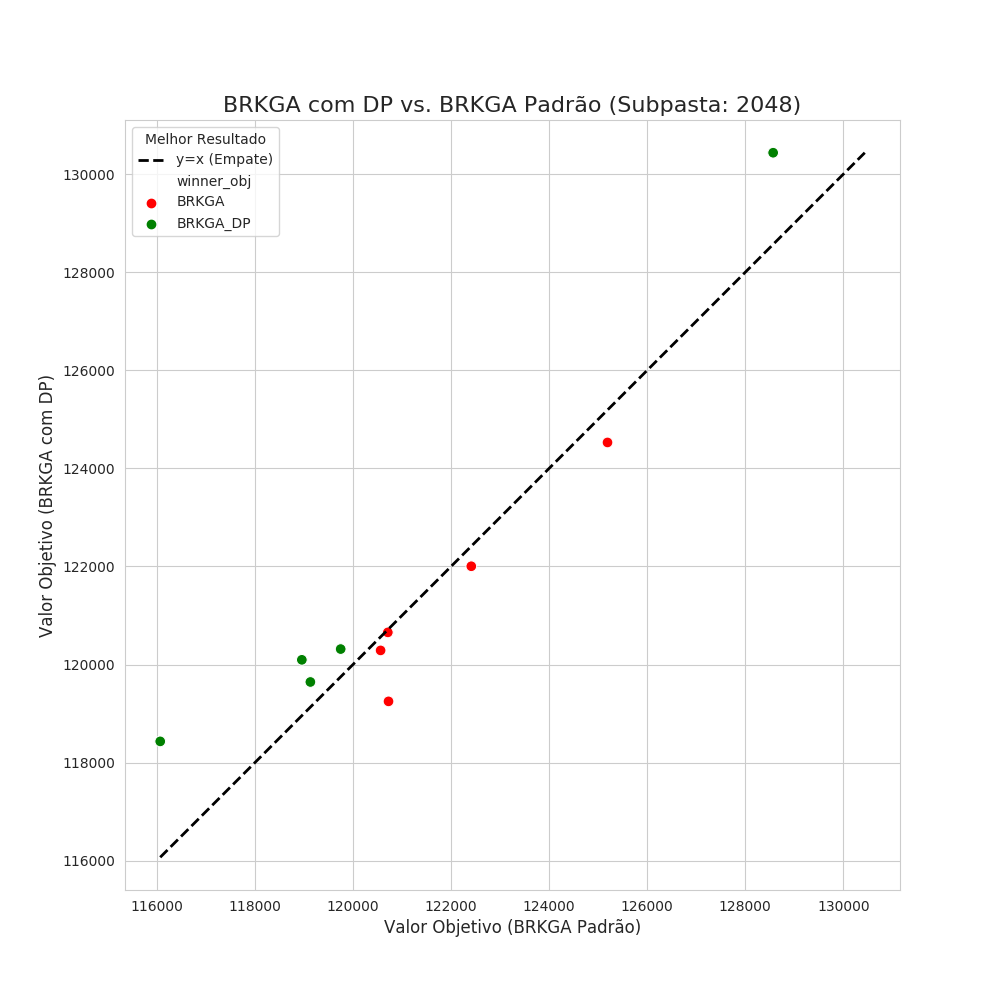 BRKGA com DP vs. BRKGA Padrão (Subpasta: 2048)
Melhor Resultado
y=x (Empate)
winner_obj
BRKGA
BRKGA_DP
Valor Objetivo (BRKGA com DP)
130000
128000
126000
124000
122000
120000
118000
116000
116000 118000 120000 122000 124000 126000 128000 130000
Valor Objetivo (BRKGA Padrão)